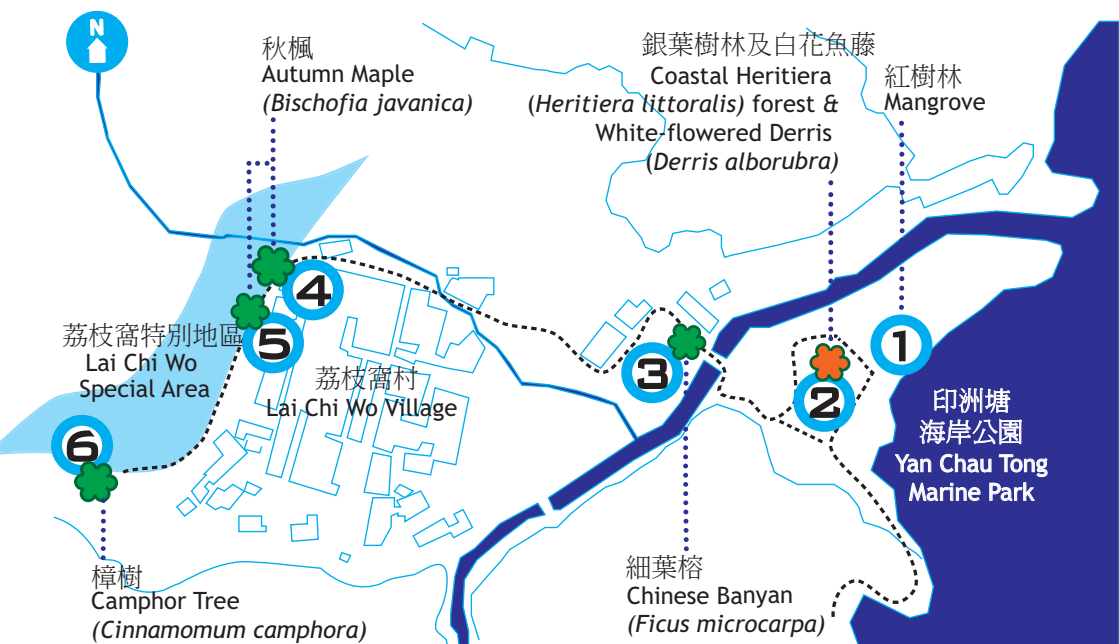 N
秋楓
Autumn Maple
(Bischofia javanica)
銀葉樹林及白花魚藤
Coastal Heritiera
(Heritiera littoralis) forest &
White-flowered Derris
(Derris alborubra)
紅樹林
Mangrove
4
5
荔枝窩特別地區
Lai Chi Wo
Special Area
荔枝窩村
Lai Chi Wo Village
3
1
2
印洲塘
海岸公園
Yan Chau Tong
Marine Park
6
樟樹
Camphor Tree
(Cinnamomum camphora)
細葉榕
Chinese Banyan
(Ficus microcarpa)